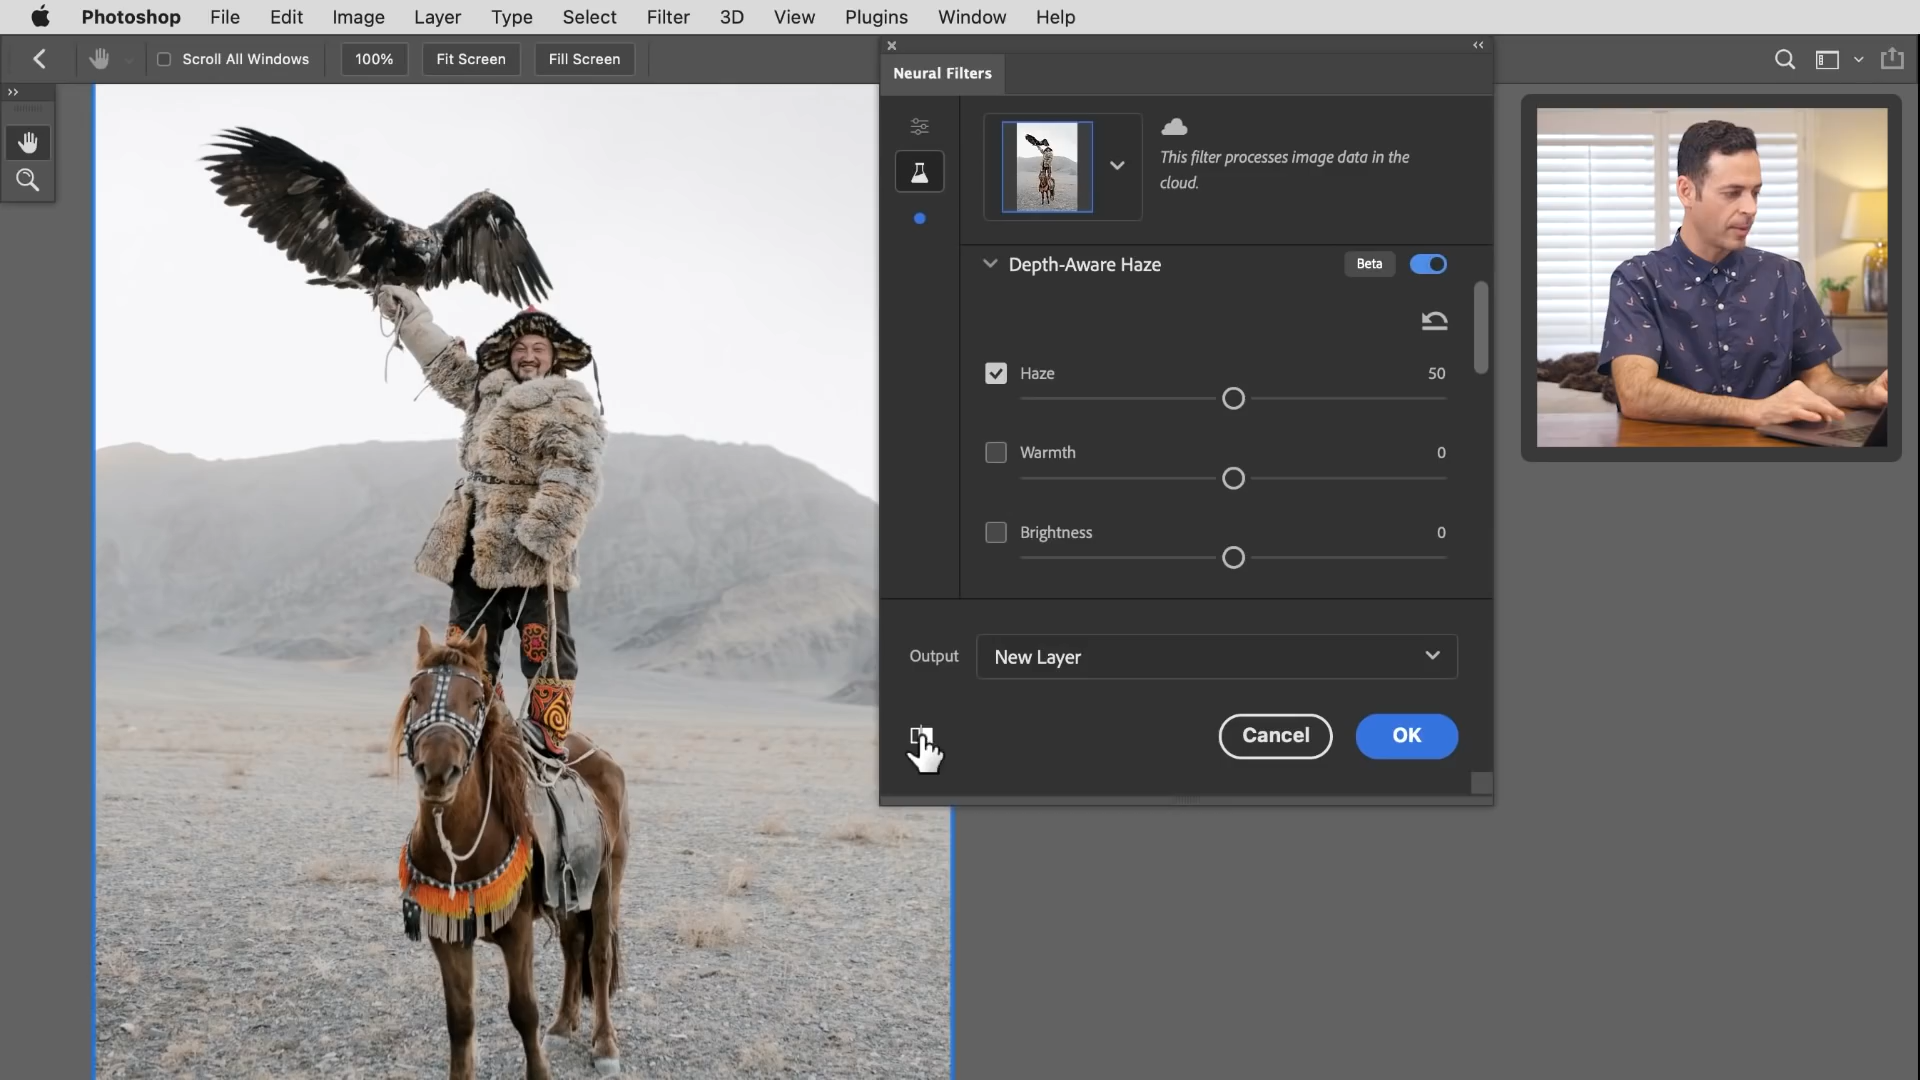 Photoshop File Edit Image Layer Type Select Filter 3D View Plugins Window Help
Scroll All Windows 100% Fit Screen Fill Screen
Neural Filters
This filter processes image data in the
cloud.
Depth-Aware Haze Beta
Haze 50
Warmth 0
Brightness 0
Output New Layer
Cancel OK